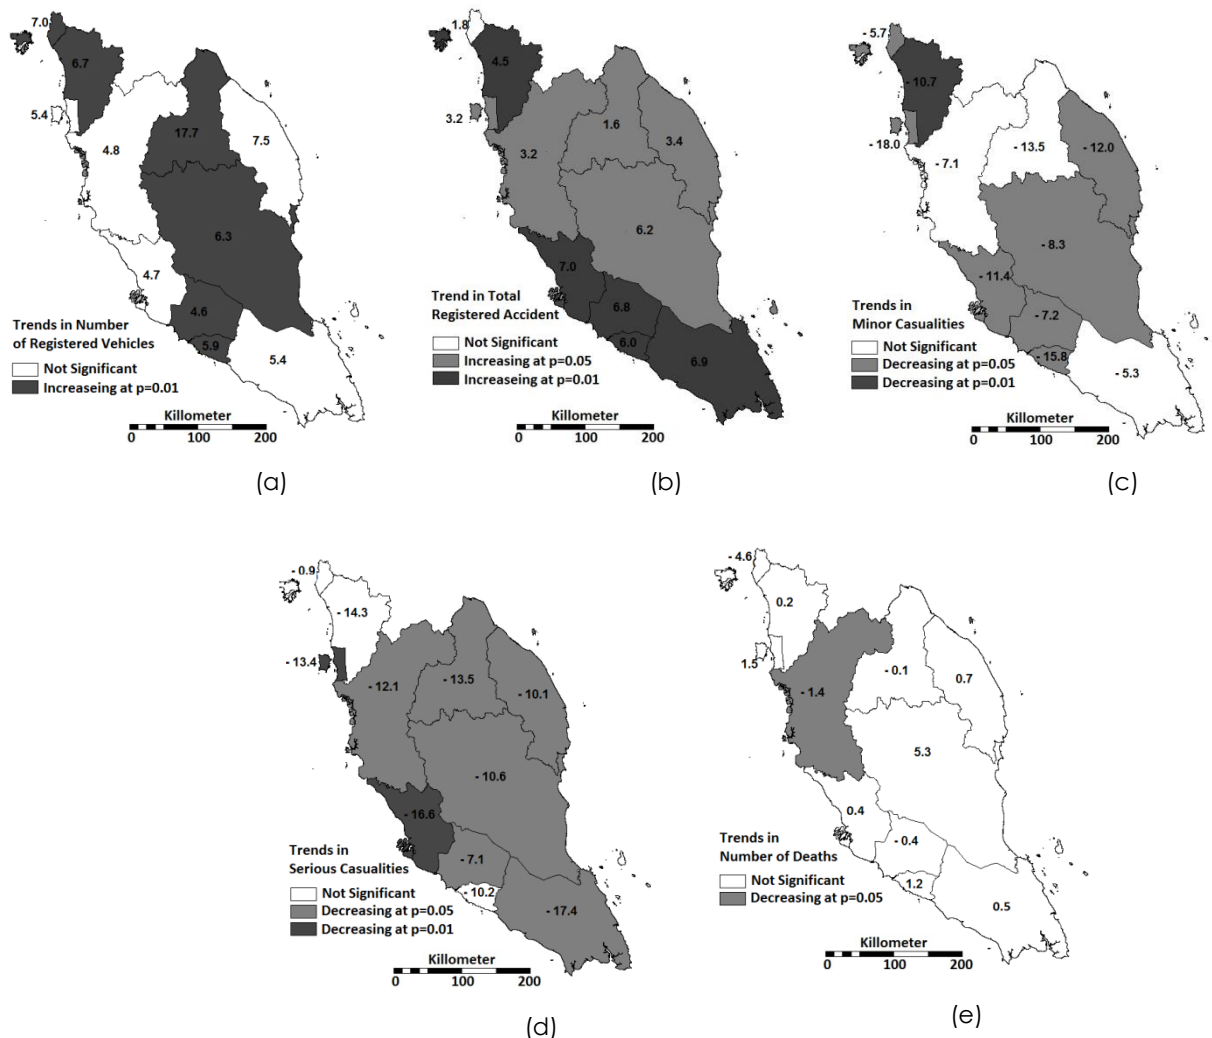 7.0
6.7
5.4
4.8
17.7
7.5
6.3
4.7
4.6
5.9
5.4
Trends in Number
of Registered Vehicles
Not Significant
Increaseing at p=0.01
Killometer
0 100 200
(a)
1.8
4.5
3.2
3.2
1.6
3.4
6.2
7.0
6.8
6.0
6.9
Trend in Total
Registered Accident
Not Significant
Increasing at p=0.05
Increaseing at p=0.01
Killometer
0 100 200
(b)
- 5.7
- 10.7
- 18.0
- 7.1
- 13.5
- 12.0
- 8.3
- 11.4
- 7.2
- 15.8
- 5.3
Trends in
Minor Casualities
Not Significant
Decreasing at p=0.05
Decreasing at p=0.01
Killometer
0 100 200
(c)
- 0.9
- 14.3
- 13.4
- 12.1
- 13.5
- 10.1
- 10.6
- 16.6
- 7.1
- 10.2
- 17.4
Trends in
Serious Casualities
Not Significant
Decreasing at p=0.05
Decreasing at p=0.01
Killometer
0 100 200
(d)
- 4.6
0.2
1.5
- 1.4
- 0.1
0.7
5.3
0.4
- 0.4
1.2
0.5
Trends in
Number of Deaths
Not Significant
Decreasing at p=0.05
Killometer
0 100 200
(e)